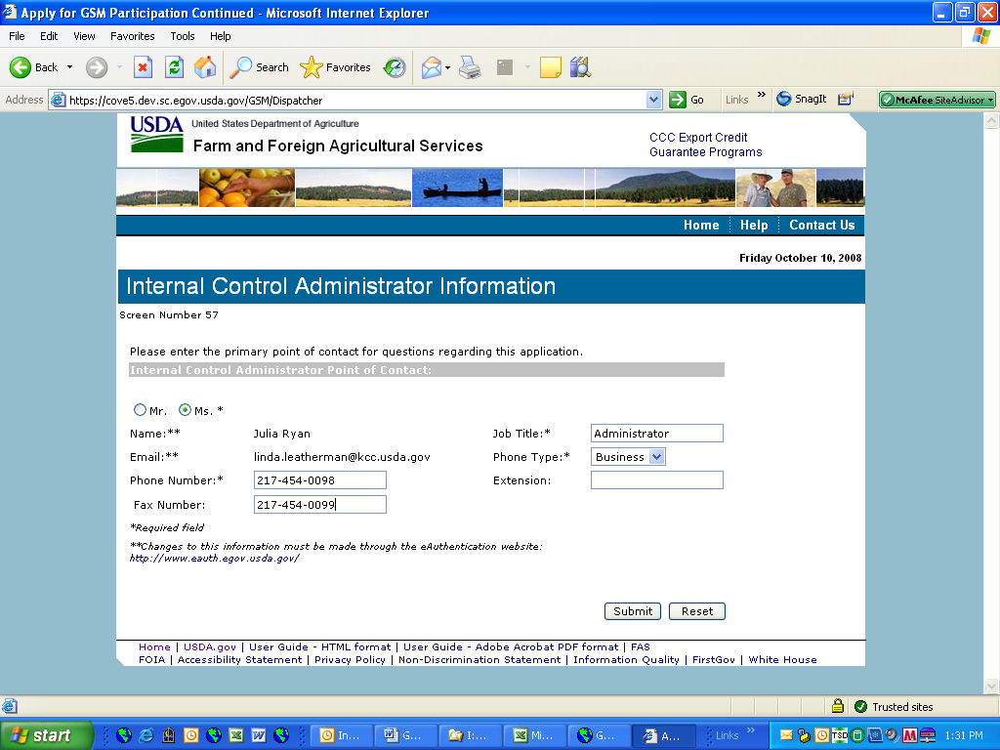 Apply for GSM Participation Continued - Microsoft Internet Explorer
File Edit View Favorites Tools Help
Back Search Favorites
Address https://cove5.dev.sc.egov.usda.gov/GSM/Dispatcher Go Links » SnagIt McAfee SiteAdvisor
USDA United States Department of Agriculture
Farm and Foreign Agricultural Services
CCC Export Credit
Guarantee Programs
Home Help Contact Us
Friday October 10, 2008
Internal Control Administrator Information
Screen Number 57
Please enter the primary point of contact for questions regarding this application.
Internal Control Administrator Point of Contact:
Mr. Ms. *
Name:** Julia Ryan Job Title:* Administrator
Email:** linda.leatherman@kcc.usda.gov Phone Type:* Business
Phone Number:* 217-454-0098 Extension:
Fax Number: 217-454-0099
*Required field
**Changes to this information must be made through the eAuthentication website:
http://www.eauth.egov.usda.gov/
Submit Reset
Home | USDA.gov | User Guide - HTML format | User Guide - Adobe Acrobat PDF format | FAS
FOIA | Accessibility Statement | Privacy Policy | Non-Discrimination Statement | Information Quality | FirstGov | White House
Trusted sites
start In... G... I:... Mi... G... A... Links » TSD 1:31 PM